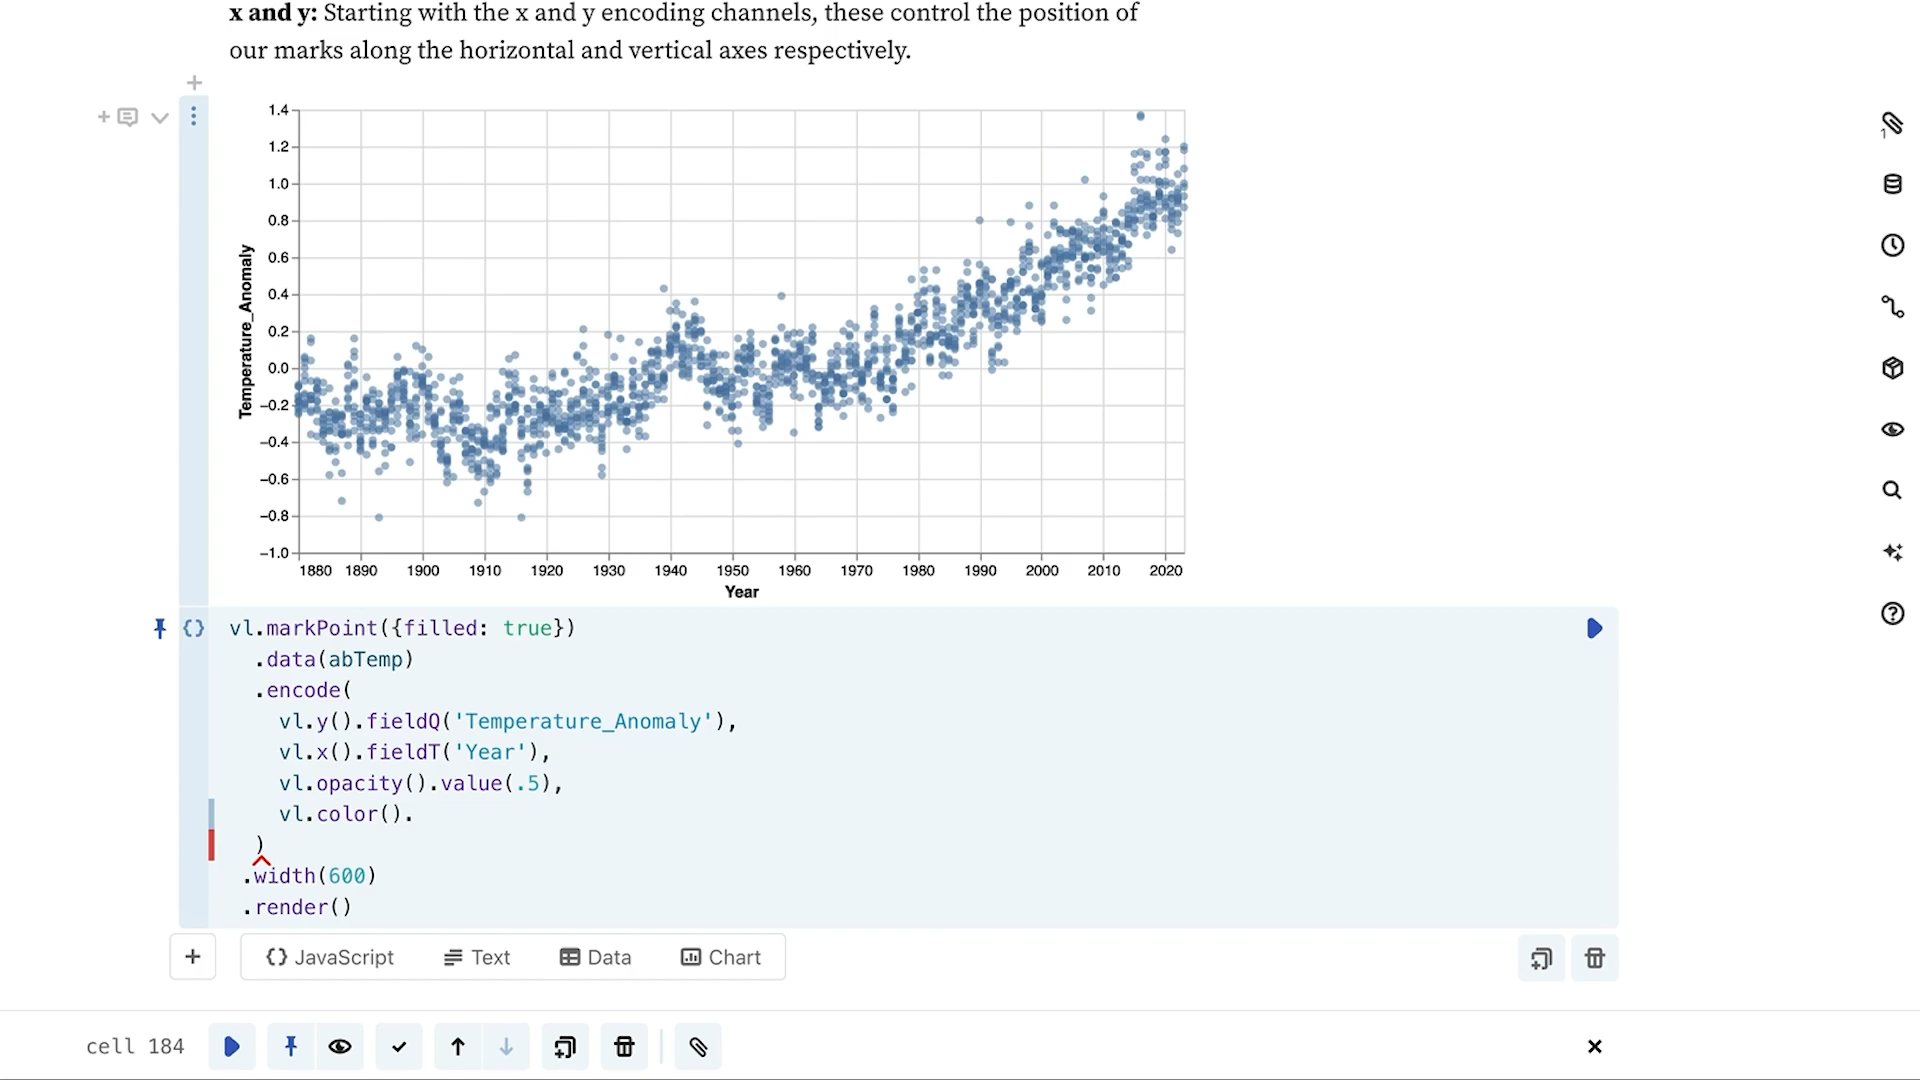 x and y: Starting with the x and y encoding channels, these control the position of
our marks along the horizontal and vertical axes respectively.
1.4
1.2
1.0
0.8
0.6
0.4
0.2
0.0
−0.2
−0.4
−0.6
−0.8
−1.0
Temperature_Anomaly
1880 1890 1900 1910 1920 1930 1940 1950 1960 1970 1980 1990 2000 2010 2020
Year
vl.markPoint({filled: true})
.data(abTemp)
.encode(
vl.y().fieldQ('Temperature_Anomaly'),
vl.x().fieldT('Year'),
vl.opacity().value(.5),
vl.color().
)
.width(600)
.render()
JavaScript Text Data Chart
cell 184
1